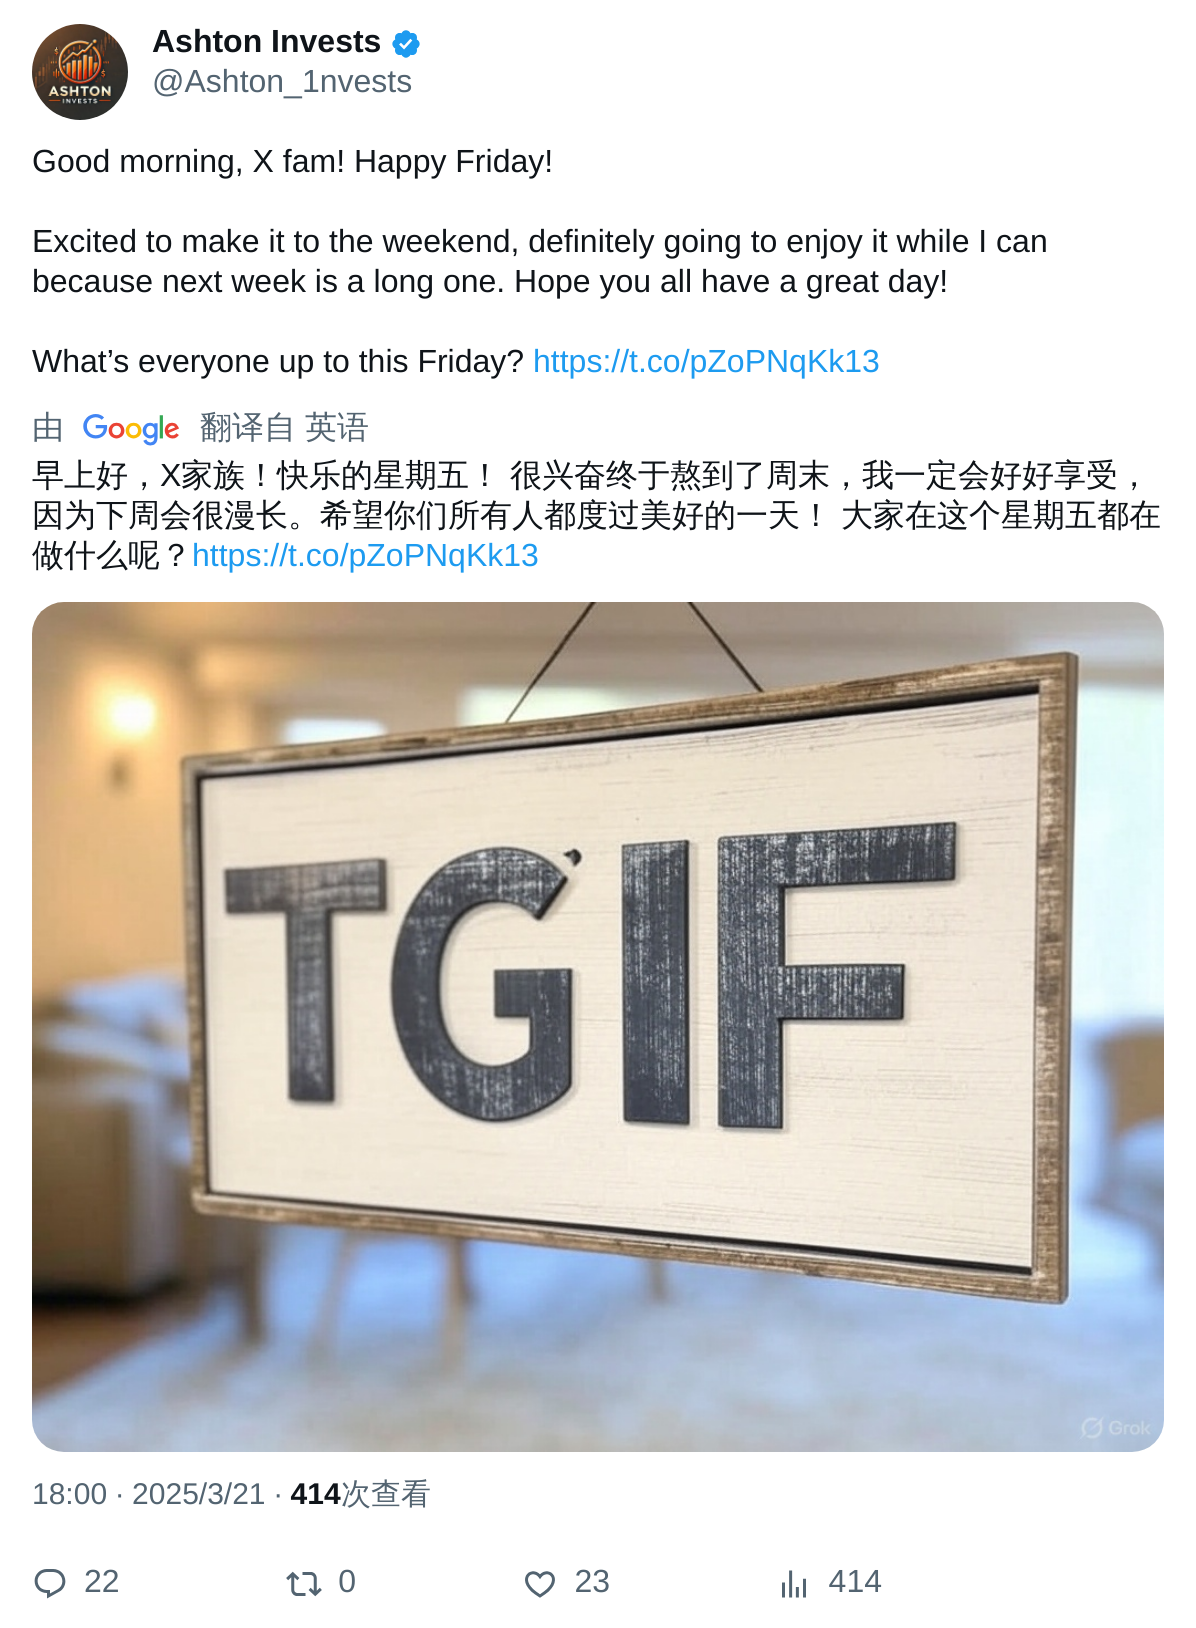 ASHTON
INVESTS
Ashton Invests
@Ashton_1nvests
Good morning, X fam! Happy Friday!
Excited to make it to the weekend, definitely going to enjoy it while I can
because next week is a long one. Hope you all have a great day!
What’s everyone up to this Friday? https://t.co/pZoPNqKk13
由 Google 翻译自 英语
早上好，X家族！快乐的星期五！ 很兴奋终于熬到了周末，我一定会好好享受，
因为下周会很漫长。希望你们所有人都度过美好的一天！ 大家在这个星期五都在
做什么呢？https://t.co/pZoPNqKk13
TGIF
Grok
18:00 · 2025/3/21 · 414次查看
22 0 23 414